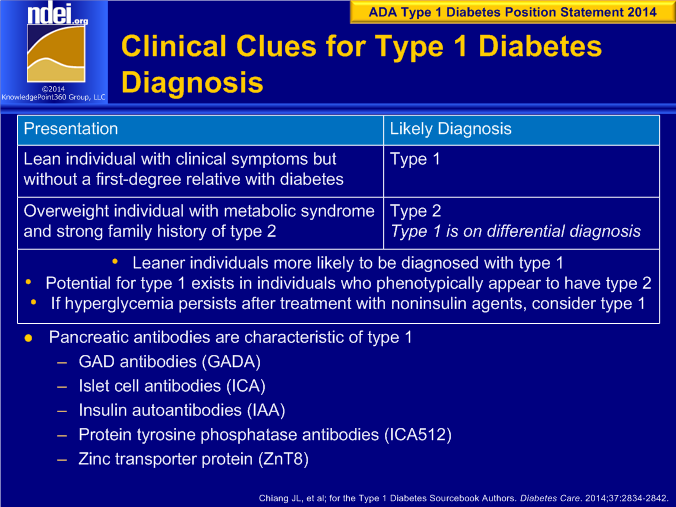 ndei.org
©2014
KnowledgePoint360 Group, LLC
ADA Type 1 Diabetes Position Statement 2014
Clinical Clues for Type 1 Diabetes
Diagnosis
Presentation
Likely Diagnosis
Lean individual with clinical symptoms but
without a first-degree relative with diabetes
Type 1
Overweight individual with metabolic syndrome
and strong family history of type 2
Type 2
Type 1 is on differential diagnosis
• Leaner individuals more likely to be diagnosed with type 1
• Potential for type 1 exists in individuals who phenotypically appear to have type 2
• If hyperglycemia persists after treatment with noninsulin agents, consider type 1
● Pancreatic antibodies are characteristic of type 1
– GAD antibodies (GADA)
– Islet cell antibodies (ICA)
– Insulin autoantibodies (IAA)
– Protein tyrosine phosphatase antibodies (ICA512)
– Zinc transporter protein (ZnT8)
Chiang JL, et al; for the Type 1 Diabetes Sourcebook Authors. Diabetes Care. 2014;37:2834-2842.